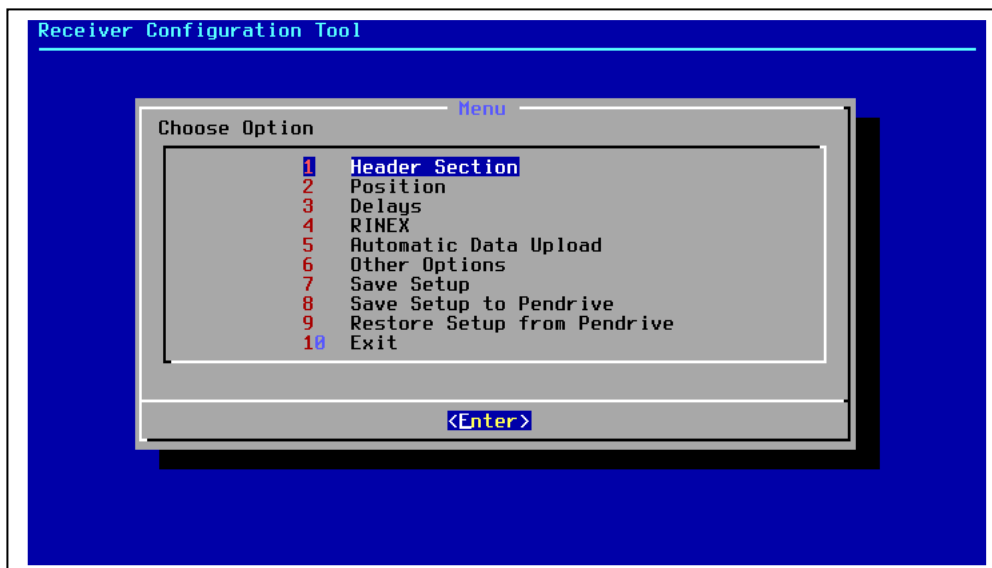 Receiver Configuration Tool
Menu
Choose Option
1 Header Section
2 Position
3 Delays
4 RINEX
5 Automatic Data Upload
6 Other Options
7 Save Setup
8 Save Setup to Pendrive
9 Restore Setup from Pendrive
10 Exit
<Enter>